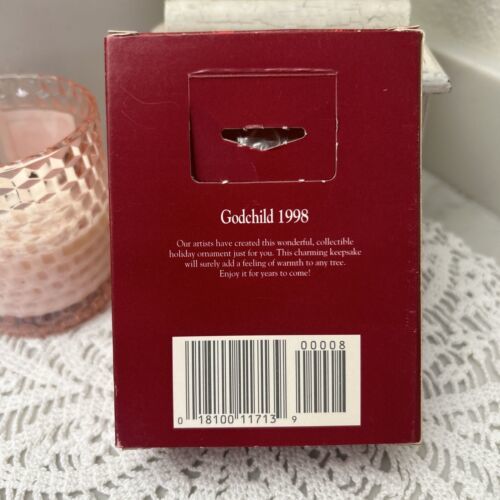 Godchild 1998
Our artists have created this wonderful, collectible
holiday ornament just for you. This charming keepsake
will surely add a feeling of warmth to any tree.
Enjoy it for years to come!
00008
0 18100 11713 9